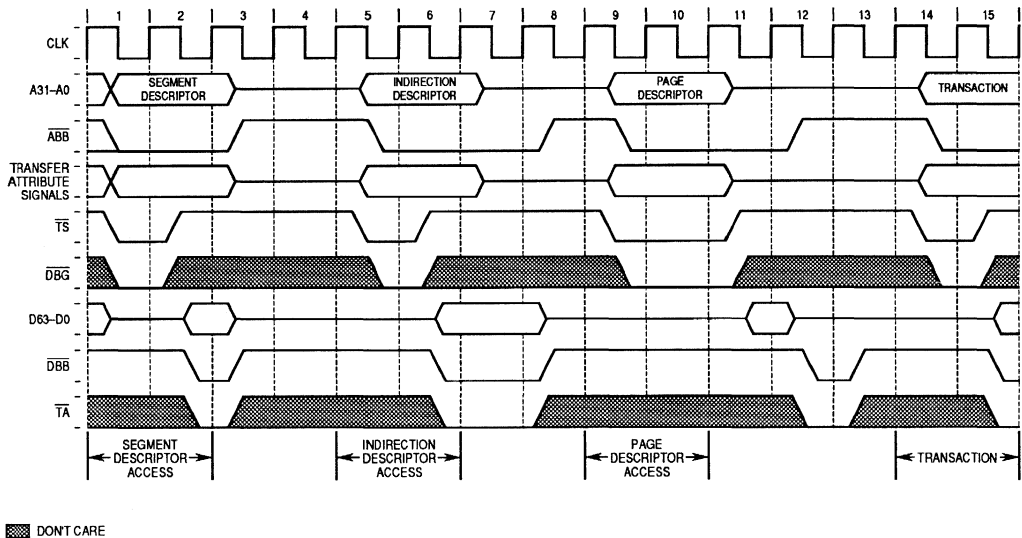 1 2 3 4 5 6 7 8 9 10 11 12 13 14 15
CLK
A31–A0
SEGMENT
DESCRIPTOR
INDIRECTION
DESCRIPTOR
PAGE
DESCRIPTOR
TRANSACTION
ABB
TRANSFER
ATTRIBUTE
SIGNALS
TS
DBG
D63–D0
DBB
TA
SEGMENT
DESCRIPTOR
ACCESS
INDIRECTION
DESCRIPTOR
ACCESS
PAGE
DESCRIPTOR
ACCESS
TRANSACTION
DON'T CARE